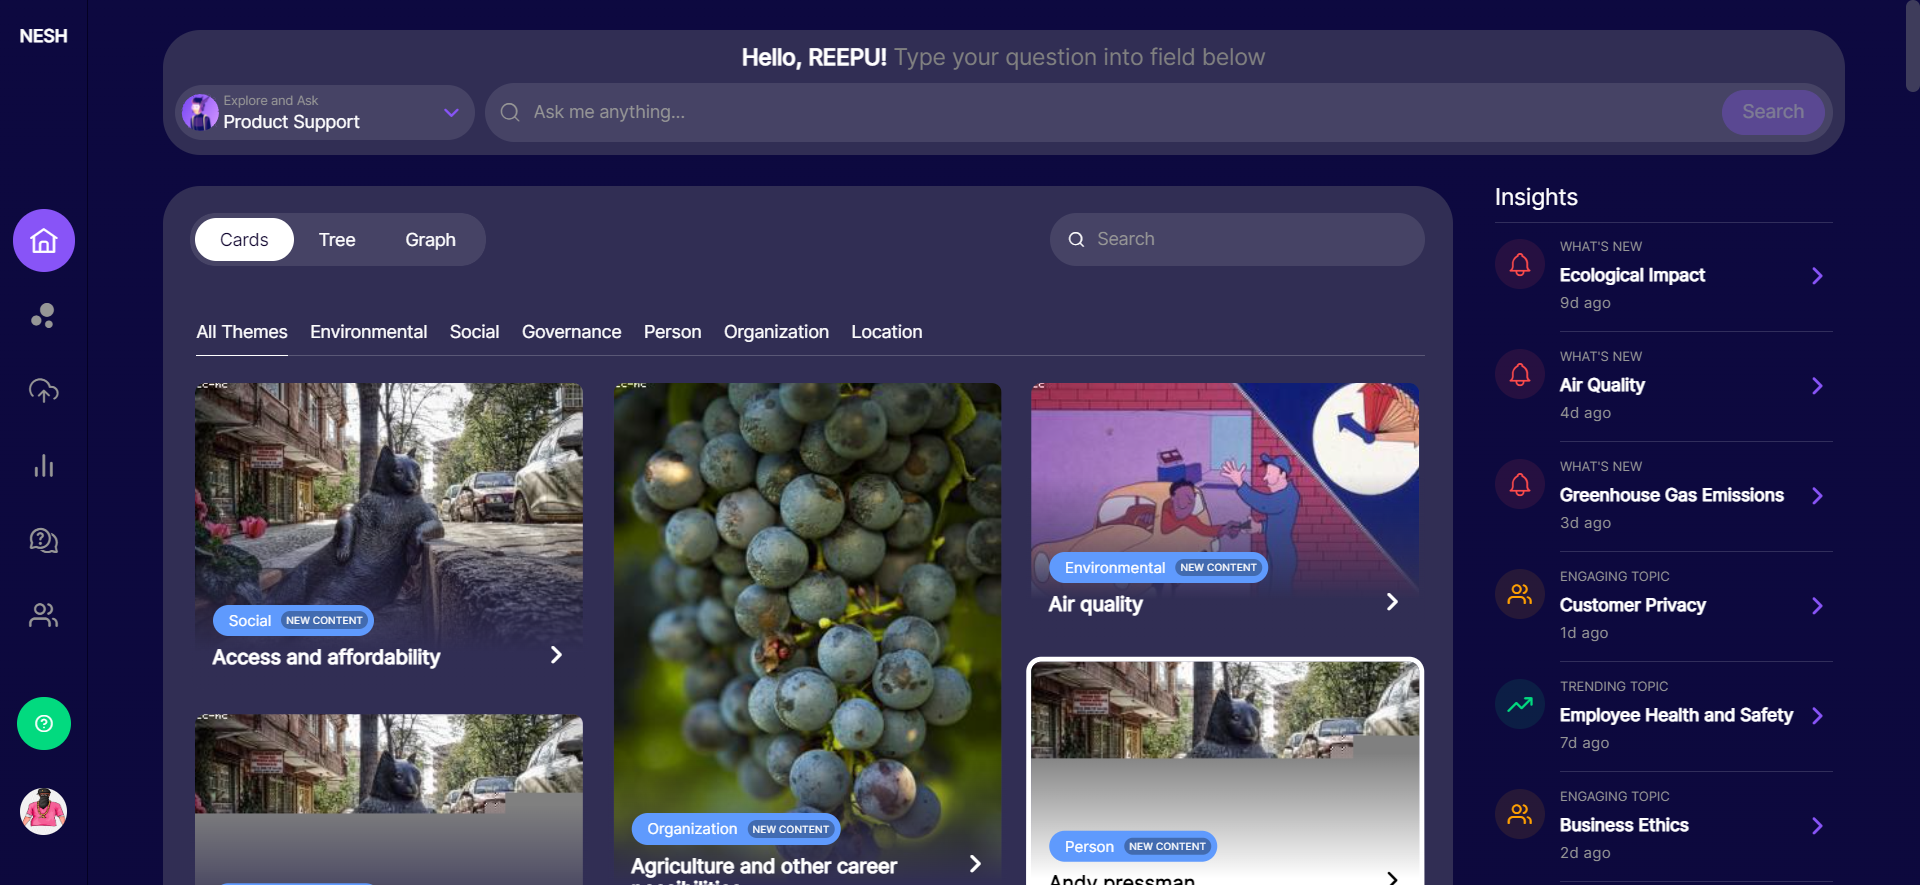 NESH
Hello, REEPU! Type your question into field below
Explore and Ask
Product Support
Ask me anything...
Search
Cards
Tree
Graph
Search
All Themes
Environmental
Social
Governance
Person
Organization
Location
Social NEW CONTENT
Access and affordability
Organization NEW CONTENT
Agriculture and other career
possibilities
Environmental NEW CONTENT
Air quality
Person NEW CONTENT
Andy pressman
Insights
WHAT'S NEW
Ecological Impact
9d ago
WHAT'S NEW
Air Quality
4d ago
WHAT'S NEW
Greenhouse Gas Emissions
3d ago
ENGAGING TOPIC
Customer Privacy
1d ago
TRENDING TOPIC
Employee Health and Safety
7d ago
ENGAGING TOPIC
Business Ethics
2d ago